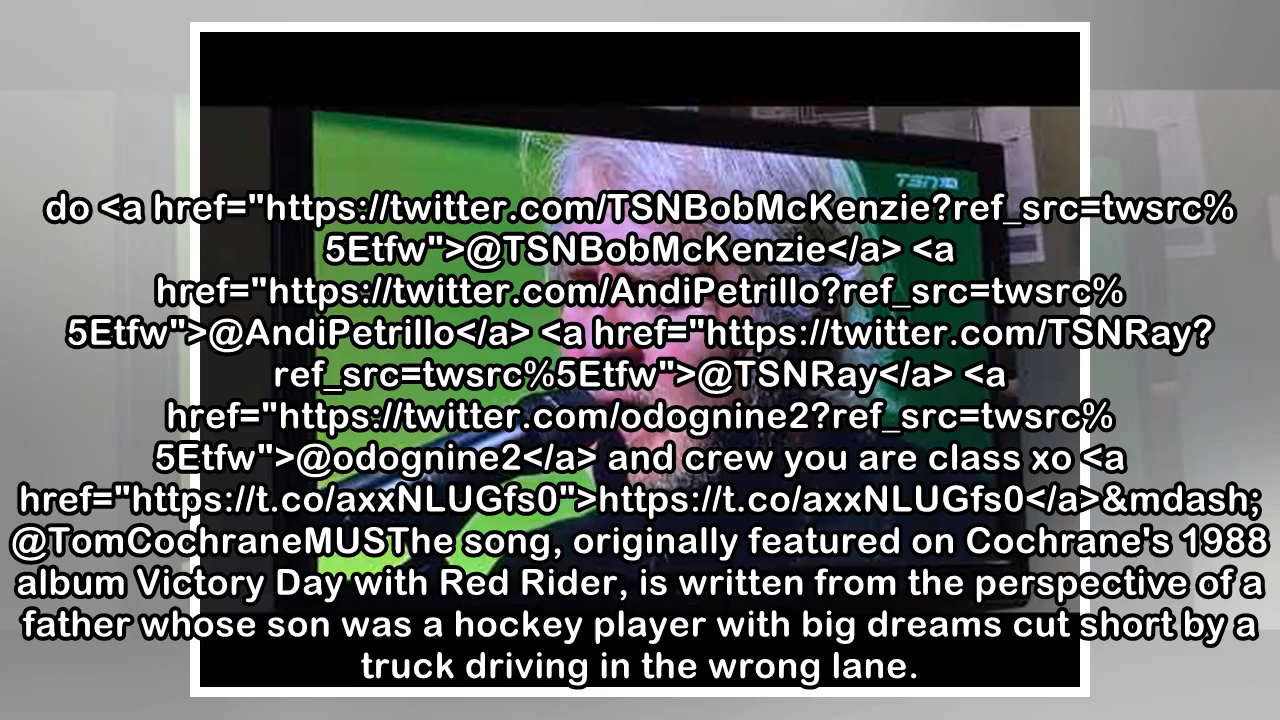 TSN
do <a href="https://twitter.com/TSNBobMcKenzie?ref_src=twsrc%
5Etfw">@TSNBobMcKenzie</a> <a
href="https://twitter.com/AndiPetrillo?ref_src=twsrc%
5Etfw">@AndiPetrillo</a> <a href="https://twitter.com/TSNRay?
ref_src=twsrc%5Etfw">@TSNRay</a> <a
href="https://twitter.com/odognine2?ref_src=twsrc%
5Etfw">@odognine2</a> and crew you are class xo <a
href="https://t.co/axxNLUGfs0">https://t.co/axxNLUGfs0</a>&mdash;
@TomCochraneMUSThe song, originally featured on Cochrane's 1988
album Victory Day with Red Rider, is written from the perspective of a
father whose son was a hockey player with big dreams cut short by a
truck driving in the wrong lane.